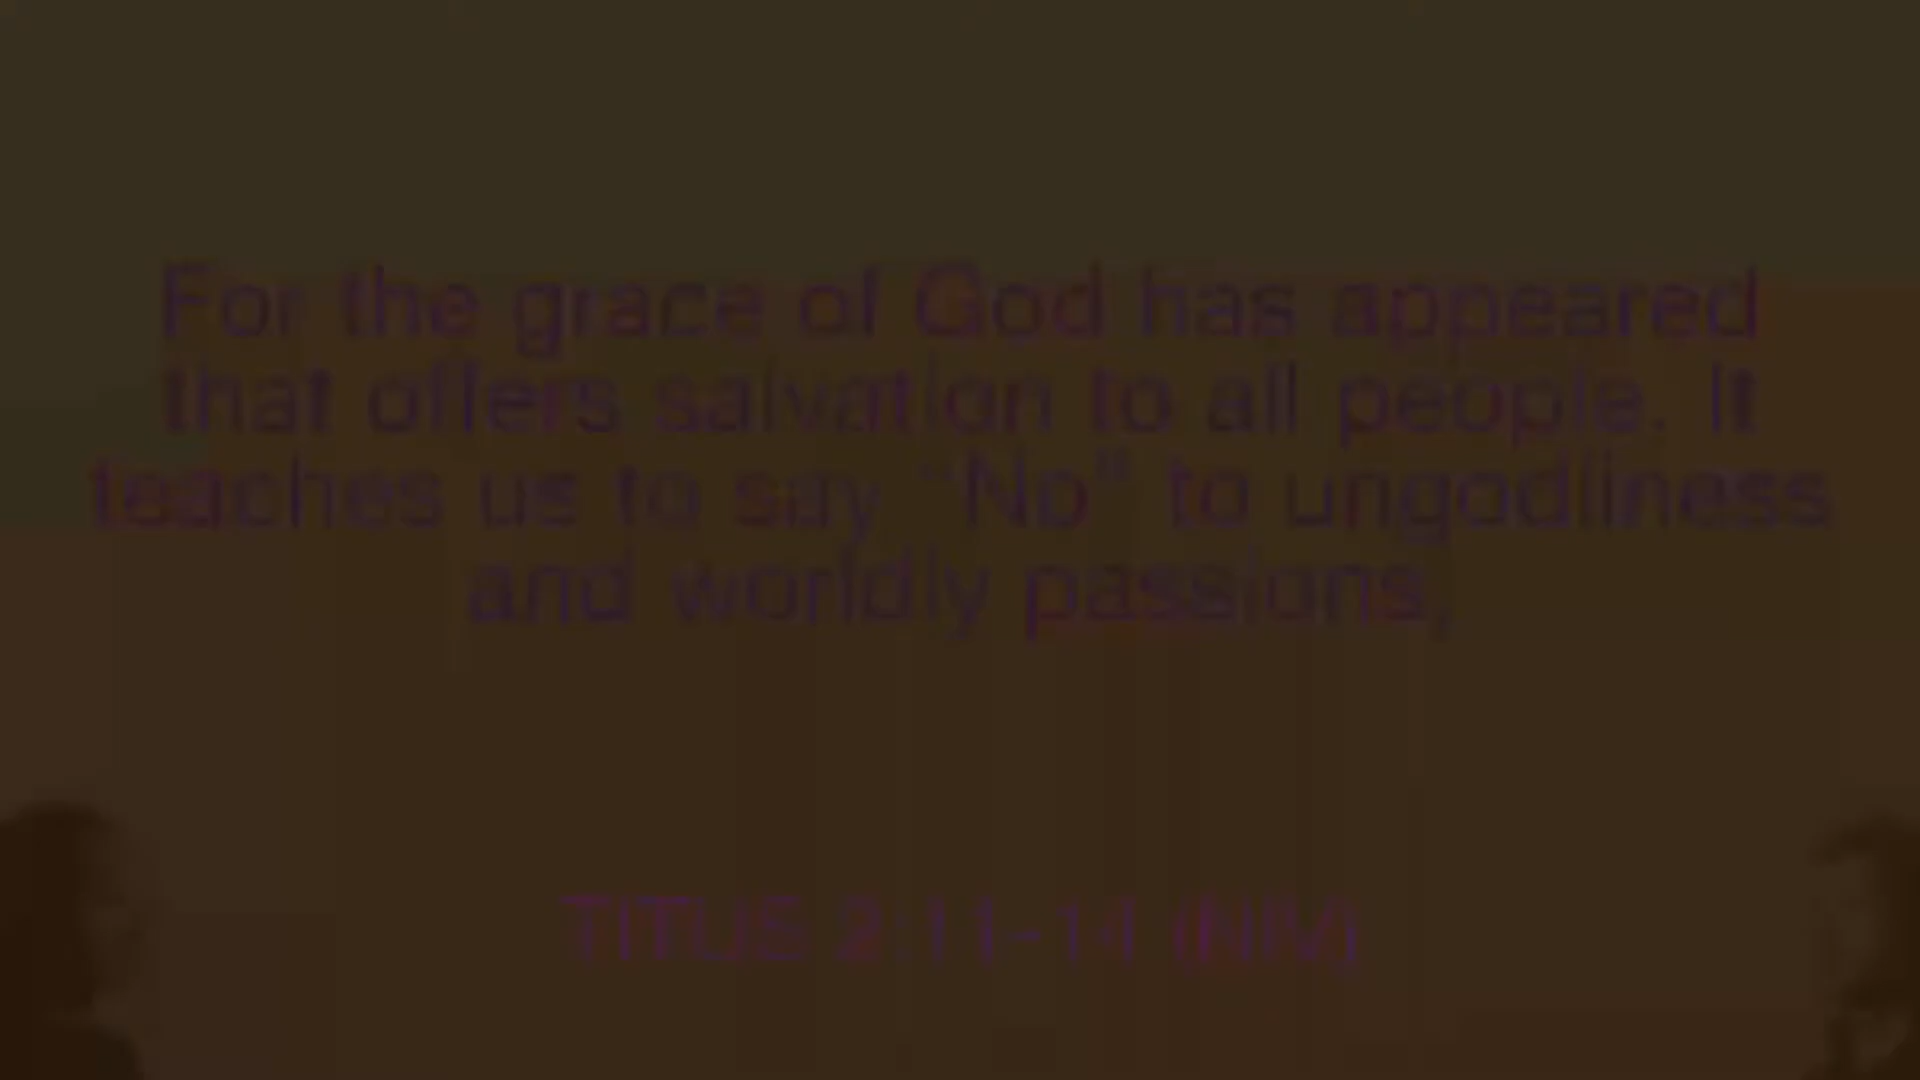 For the grace of God has appeared
that offers salvation to all people. It
teaches us to say "No" to ungodliness
and worldly passions,
TITUS 2:11-14 (NIV)